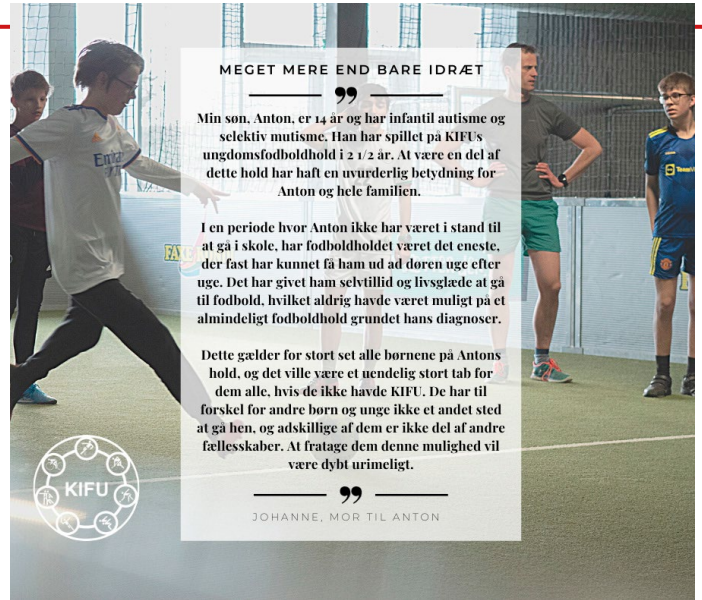 MEGET MERE END BARE IDRÆT
Min søn, Anton, er 14 år og har infantil autisme og
selektiv mutisme. Han har spillet på KIFUs
ungdomsfodboldhold i 2 1/2 år. At være en del af
dette hold har haft en uvurderlig betydning for
Anton og hele familien.
I en periode hvor Anton ikke har været i stand til
at gå i skole, har fodboldholdet været det eneste,
der fast har kunnet få ham ud ad døren uge efter
uge. Det har givet ham selvtillid og livsglæde at gå
til fodbold, hvilket aldrig havde været muligt på et
almindeligt fodboldhold grundet hans diagnoser.
Dette gælder for stort set alle børnene på Antons
hold, og det ville være et uendelig stort tab for
dem alle, hvis de ikke havde KIFU. De har til
forskel for andre børn og unge ikke et andet sted
at gå hen, og adskillige af dem er ikke del af andre
fællesskaber. At fratage dem denne mulighed vil
være dybt urimeligt.
JOHANNE, MOR TIL ANTON
KIFU